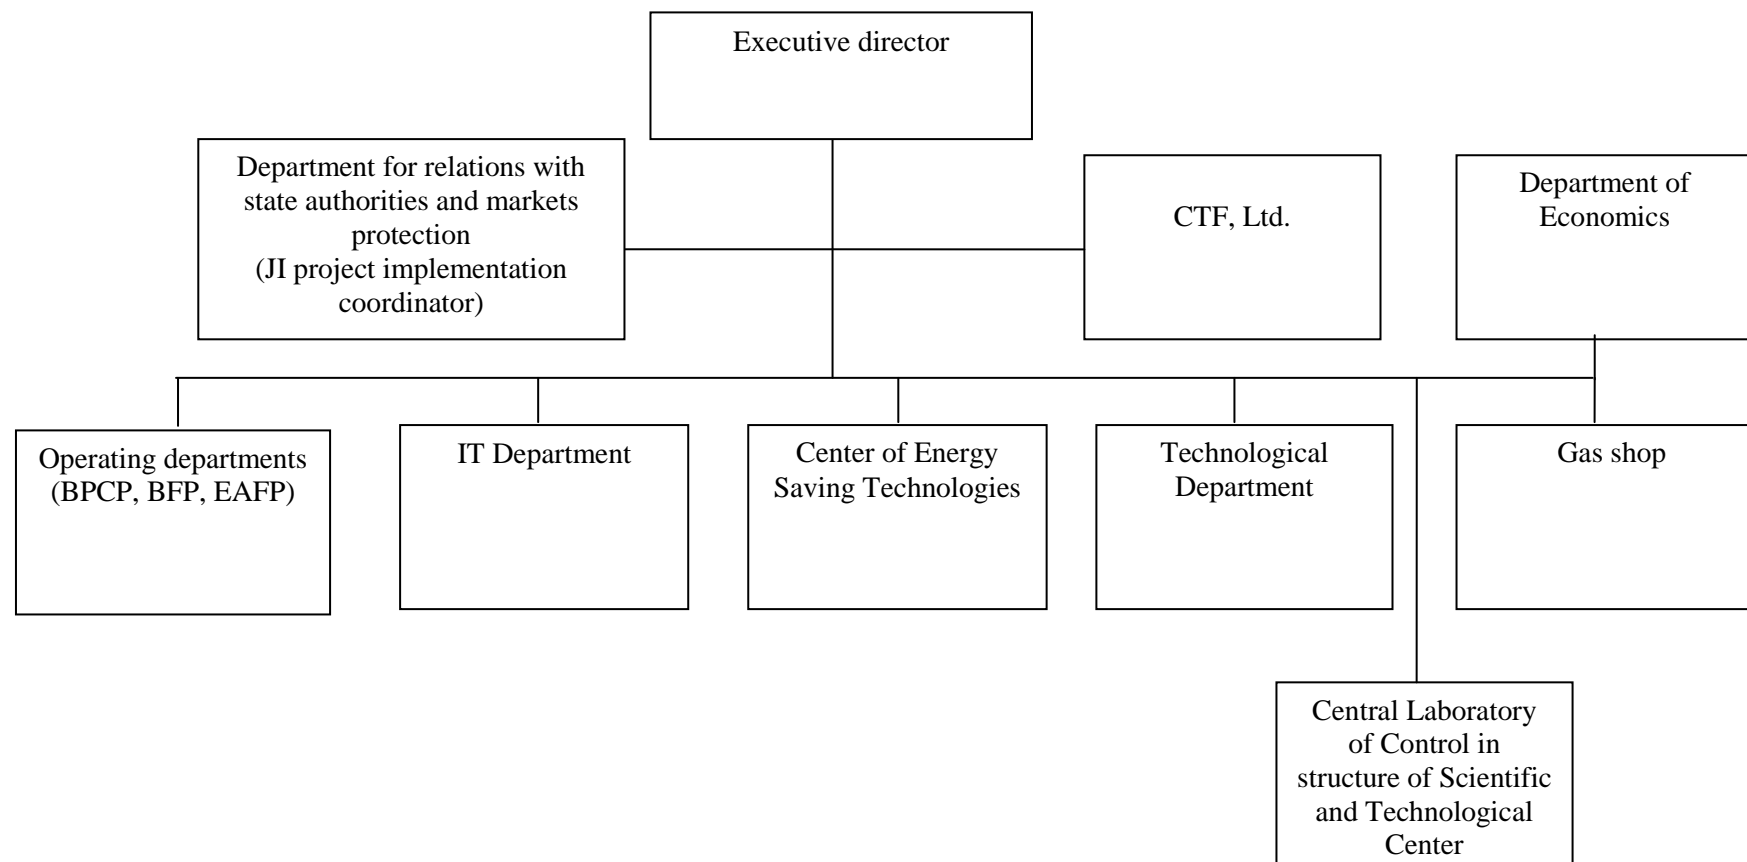 Executive director
Department for relations with
state authorities and markets
protection
(JI project implementation
coordinator)
CTF, Ltd.
Department of
Economics
Operating departments
(BPCP, BFP, EAFP)
IT Department
Center of Energy
Saving Technologies
Technological
Department
Gas shop
Central Laboratory
of Control in
structure of Scientific
and Technological
Center